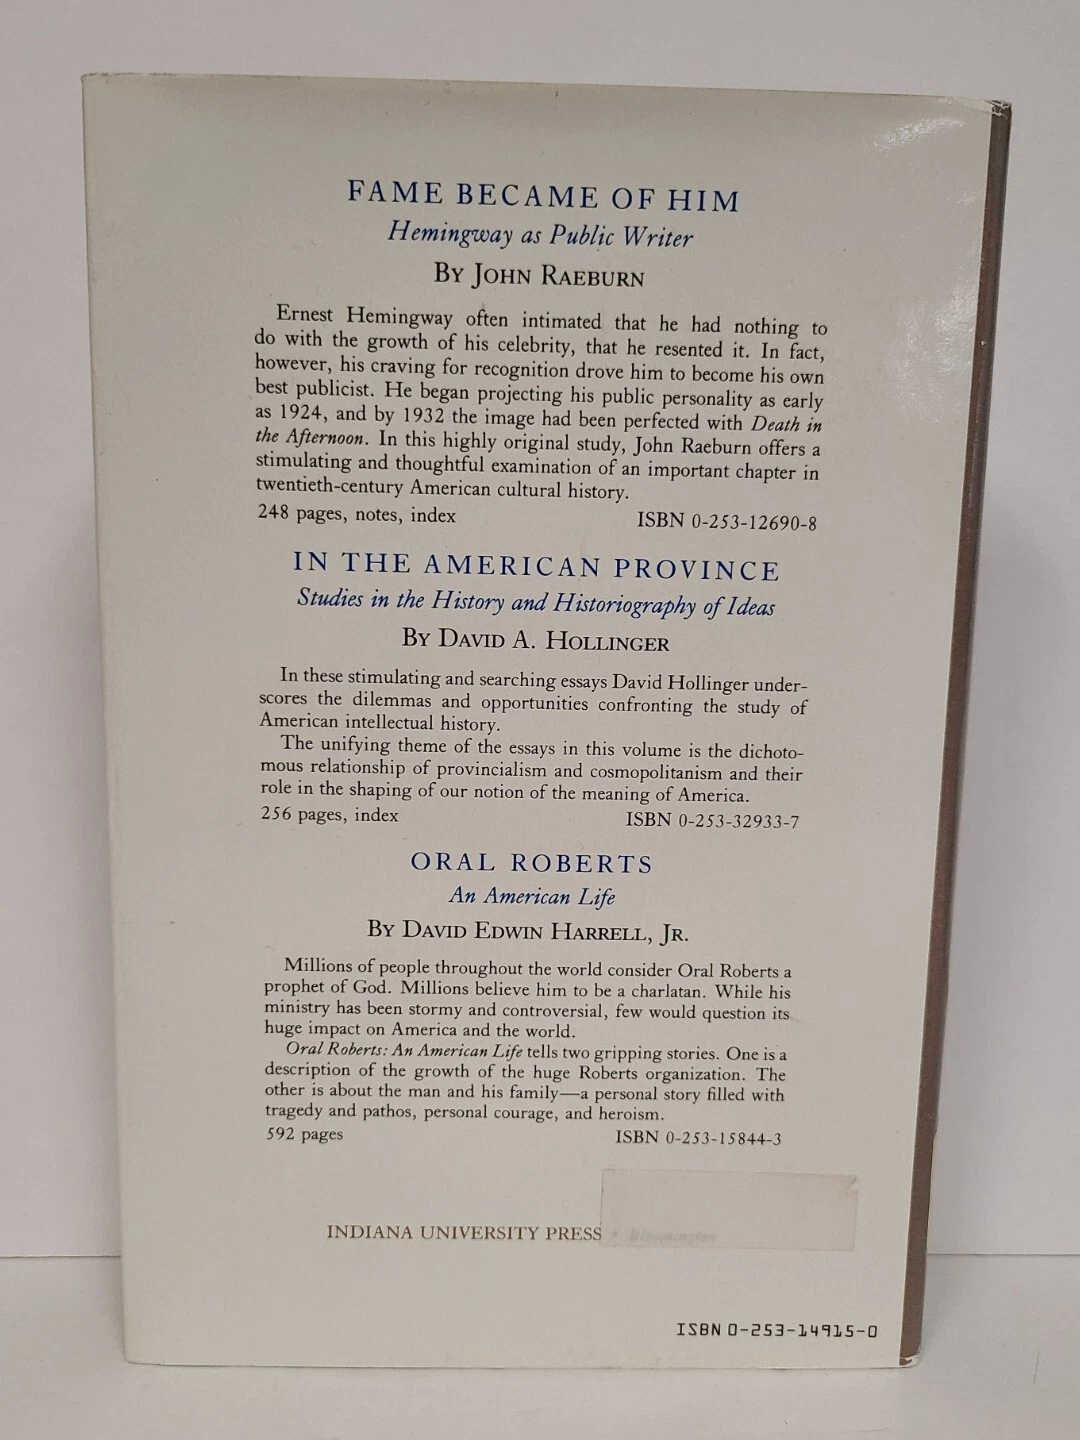 FAME BECAME OF HIM
Hemingway as Public Writer
BY JOHN RAEBURN
Ernest Hemingway often intimated that he had nothing to
do with the growth of his celebrity, that he resented it. In fact,
however, his craving for recognition drove him to become his own
best publicist. He began projecting his public personality as early
as 1924, and by 1932 the image had been perfected with Death in
the Afternoon. In this highly original study, John Raeburn offers a
stimulating and thoughtful examination of an important chapter in
twentieth-century American cultural history.
248 pages, notes, index ISBN 0-253-12690-8
IN THE AMERICAN PROVINCE
Studies in the History and Historiography of Ideas
BY DAVID A. HOLLINGER
In these stimulating and searching essays David Hollinger under-
scores the dilemmas and opportunities confronting the study of
American intellectual history.
The unifying theme of the essays in this volume is the dichoto-
mous relationship of provincialism and cosmopolitanism and their
role in the shaping of our notion of the meaning of America.
256 pages, index ISBN 0-253-32933-7
ORAL ROBERTS
An American Life
BY DAVID EDWIN HARRELL, JR.
Millions of people throughout the world consider Oral Roberts a
prophet of God. Millions believe him to be a charlatan. While his
ministry has been stormy and controversial, few would question its
huge impact on America and the world.
Oral Roberts: An American Life tells two gripping stories. One is a
description of the growth of the huge Roberts organization. The
other is about the man and his family—a personal story filled with
tragedy and pathos, personal courage, and heroism.
592 pages ISBN 0-253-15844-3
INDIANA UNIVERSITY PRESS • Bloomington
ISBN 0-253-14915-0